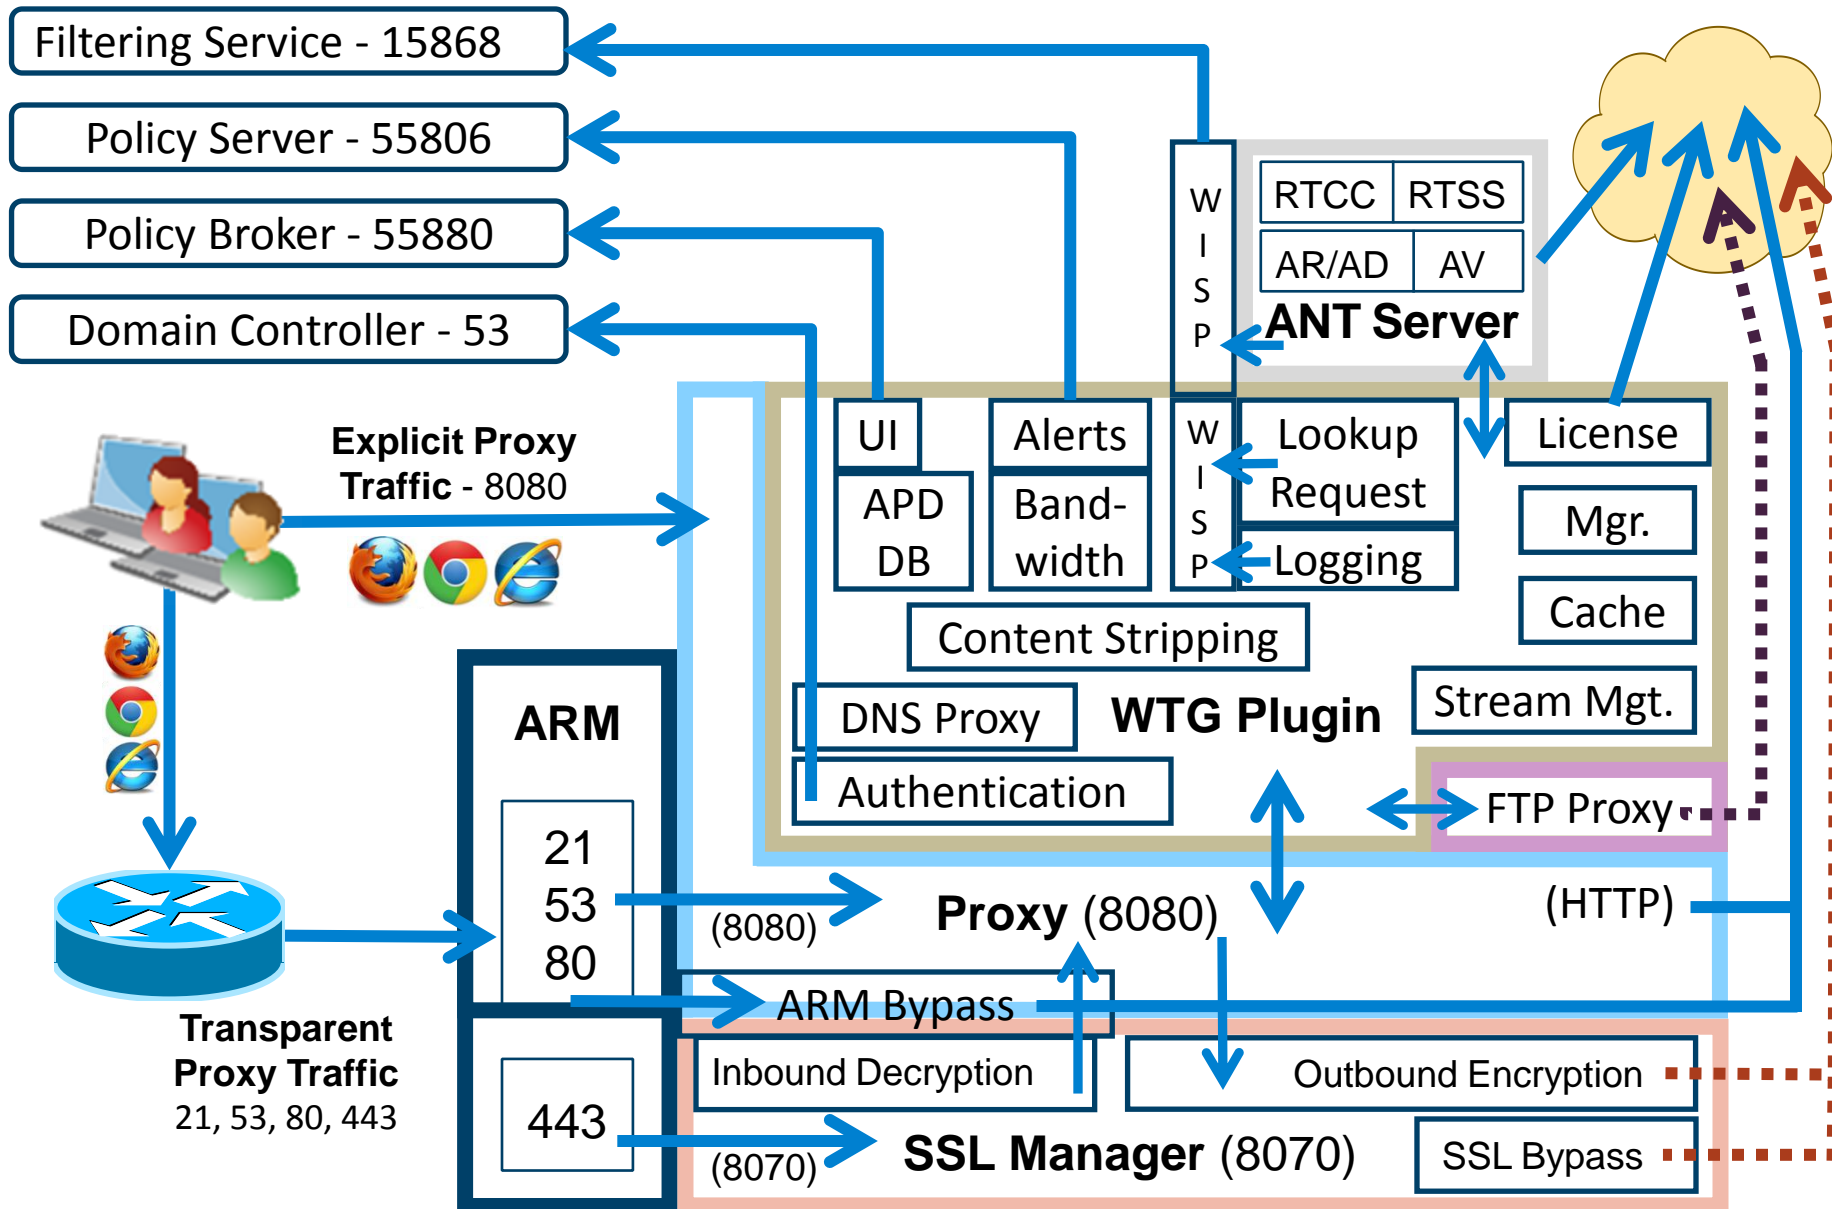 Filtering Service - 15868
Policy Server - 55806
Policy Broker - 55880
Domain Controller - 53
W
I
S
P
RTCC
RTSS
AR/AD
AV
ANT Server
Explicit Proxy
Traffic - 8080
UI
APD
DB
Alerts
Band-
width
W
I
S
P
Lookup
Request
Logging
License
Mgr.
Cache
Content Stripping
Stream Mgt.
DNS Proxy
WTG Plugin
Authentication
FTP Proxy
ARM
21
53
80
(8080)
Proxy (8080)
(HTTP)
ARM Bypass
Transparent
Proxy Traffic
21, 53, 80, 443
443
Inbound Decryption
Outbound Encryption
(8070)
SSL Manager (8070)
SSL Bypass